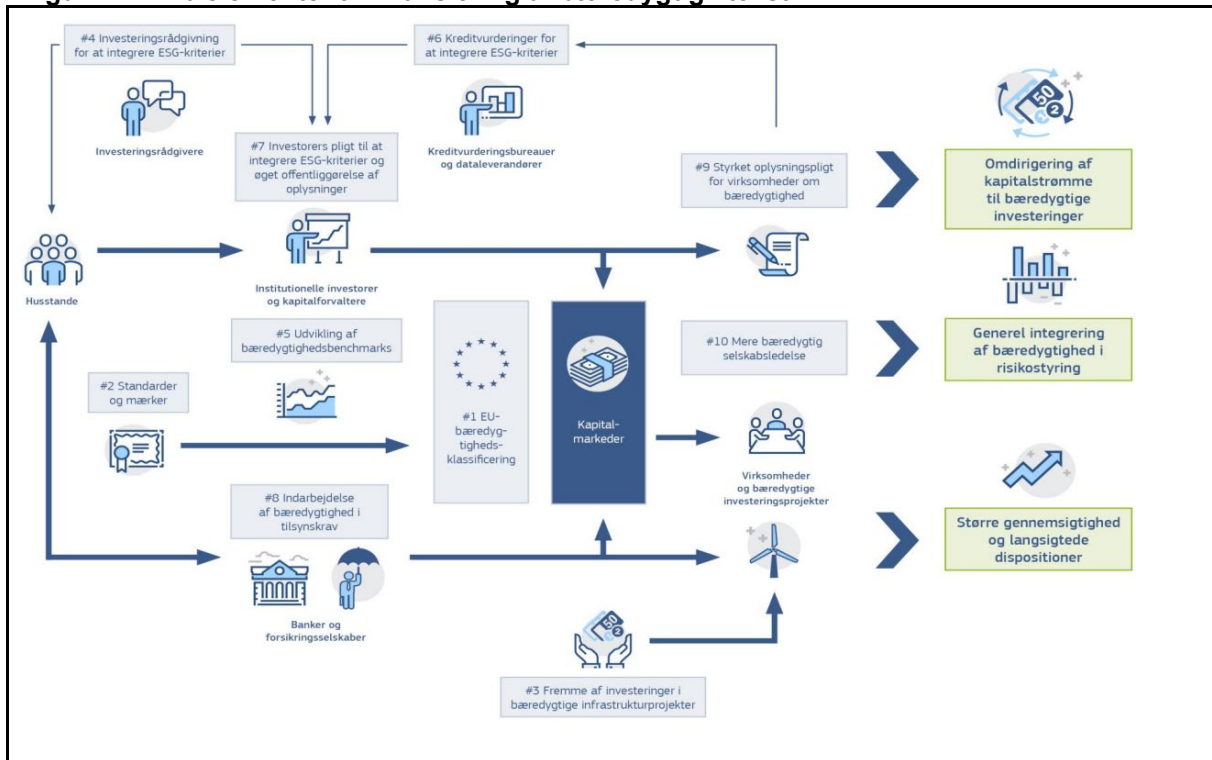 #4 Investeringsrådgivning
for at integrere ESG-kriterier
#6 Kreditvurderinger for
at integrere ESG-kriterier
Investeringsrådgivere
#7 Investorers pligt til at
integrere ESG-kriterier og
øget offentliggørelse af
oplysninger
Kreditvurderingsbureauer
og dataleverandører
#9 Styrket oplysningspligt
for virksomheder om
bæredygtighed
Omdirigering af
kapitalstrømme
til bæredygtige
investeringer
Husstande
Institutionelle investorer
og kapitalforvaltere
#5 Udvikling af
bæredygtighedsbenchmarks
#10 Mere bæredygtig
selskabsledelse
Generel integrering
af bæredygtighed i
risikostyring
#2 Standarder
og mærker
#1 EU-
bæredyg-
tigheds-
klassificering
Kapital-
markeder
Virksomheder
og bæredygtige
investeringsprojekter
#8 Indarbejdelse
af bæredygtighed i
tilsynskrav
Større gennemsigtighed
og langsigtede
dispositioner
Banker og
forsikringsselskaber
50
2
50
2
#3 Fremme af investeringer i
bæredygtige infrastrukturprojekter